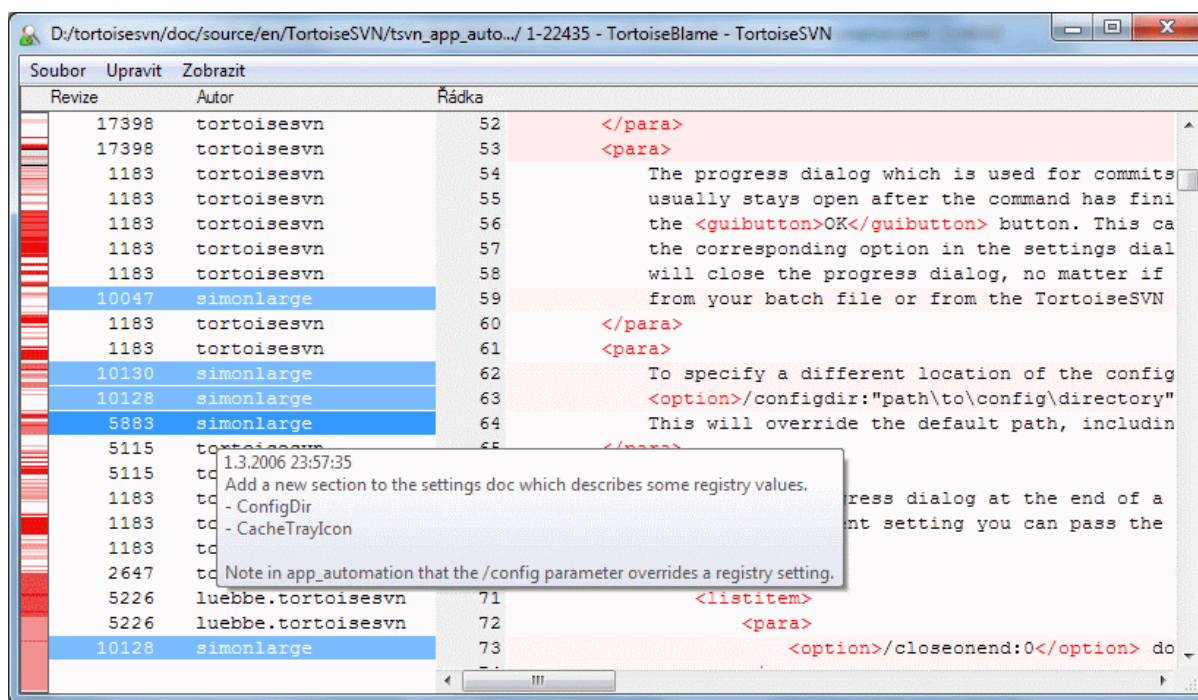 D:/tortoisesvn/doc/source/en/TortoiseSVN/tsvn_app_auto.../ 1-22435 - TortoiseBlame - TortoiseSVN
Soubor Upravit Zobrazit
Revize Autor Řádka
17398 tortoisesvn 52 </para>
17398 tortoisesvn 53 <para>
1183 tortoisesvn 54 The progress dialog which is used for commits
1183 tortoisesvn 55 usually stays open after the command has fini
1183 tortoisesvn 56 the <guibutton>OK</guibutton> button. This ca
1183 tortoisesvn 57 the corresponding option in the settings dial
1183 tortoisesvn 58 will close the progress dialog, no matter if
10047 simonlarge 59 from your batch file or from the TortoiseSVN
1183 tortoisesvn 60 </para>
1183 tortoisesvn 61 <para>
10130 simonlarge 62 To specify a different location of the config
10128 simonlarge 63 <option>/configdir:"path\to\config\directory"
5883 simonlarge 64 This will override the default path, includin
5115 tortoisesvn 65 </para>
5115 to
1183 to ress dialog at the end of a
1183 to nt setting you can pass the
1183 to
2647 to
1.3.2006 23:57:35
Add a new section to the settings doc which describes some registry values.
- ConfigDir
- CacheTrayIcon
Note in app_automation that the /config parameter overrides a registry setting.
5226 luebbe.tortoisesvn 71 <listitem>
5226 luebbe.tortoisesvn 72 <para>
10128 simonlarge 73 <option>/closeonend:0</option> do